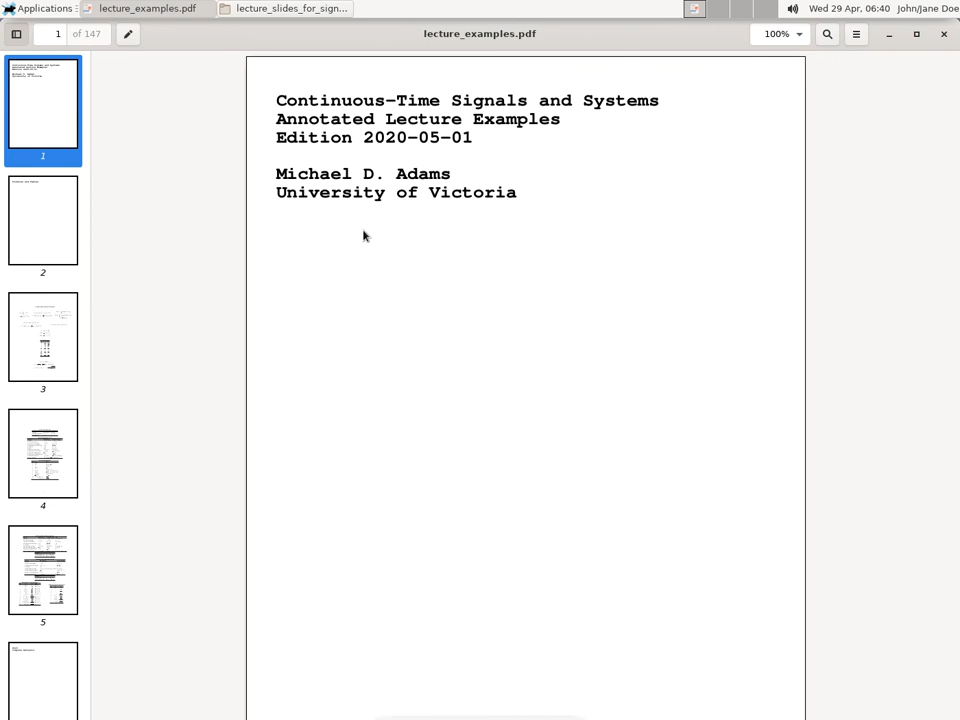 Applications
lecture_examples.pdf
lecture_slides_for_sign...
Wed 29 Apr, 06:40
John/Jane Doe
1
of 147
lecture_examples.pdf
100%
Continuous-Time Signals and Systems
Annotated Lecture Examples
Edition 2020-05-01
Michael D. Adams
University of Victoria
1
2
3
4
5